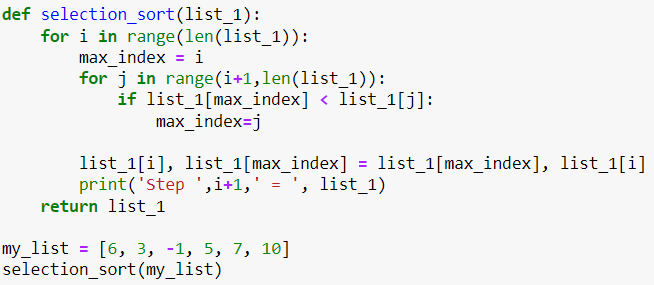 def selection_sort(list_1):
    for i in range(len(list_1)):
        max_index = i
        for j in range(i+1,len(list_1)):
            if list_1[max_index] < list_1[j]:
                max_index=j

        list_1[i], list_1[max_index] = list_1[max_index], list_1[i]
        print('Step ',i+1,' = ', list_1)
    return list_1

my_list = [6, 3, -1, 5, 7, 10]
selection_sort(my_list)